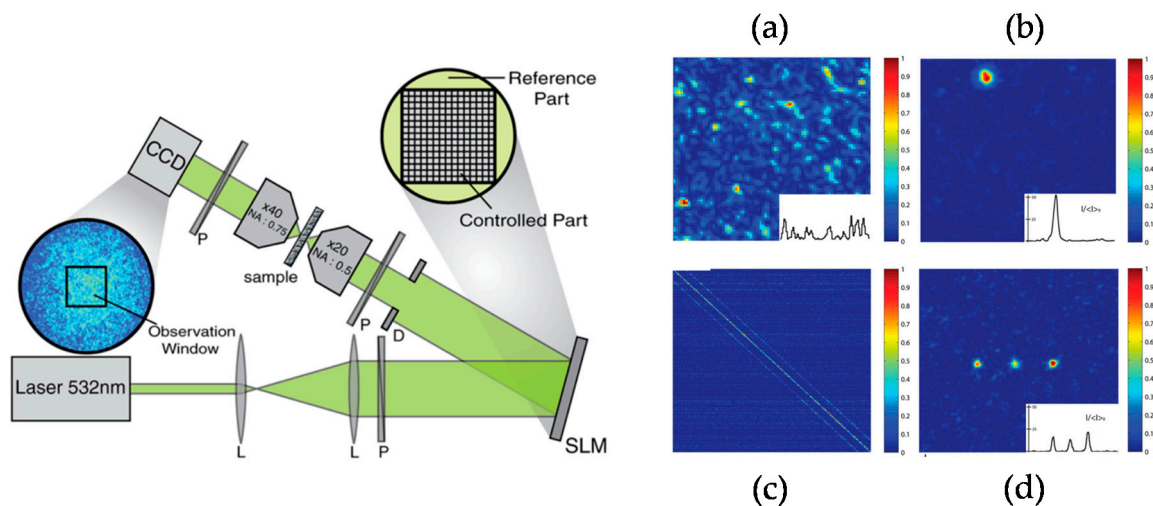 Reference
Part
CCD
P
x40
NA : 0.75
sample
x20
NA : 0.5
Controlled Part
P
D
Observation
Window
Laser 532nm
L
L
P
SLM
(a)
(b)
1
0.9
0.8
0.7
0.6
0.5
0.4
0.3
0.2
0.1
0
1
0.9
0.8
0.7
0.6
0.5
0.4
0.3
0.2
0.1
0
50
25
I/<I>₀
1
0.9
0.8
0.7
0.6
0.5
0.4
0.3
0.2
0.1
0
1
0.9
0.8
0.7
0.6
0.5
0.4
0.3
0.2
0.1
0
50
25
I/<I>₀
(c)
(d)